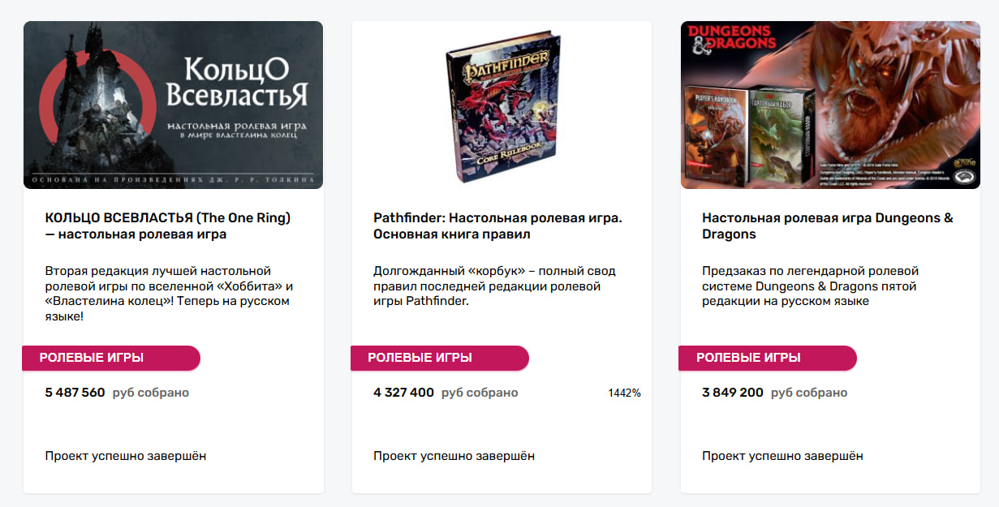 КольцО
ВсевластьЯ
настольная ролевая игра
в мире властелина колец
ОСНОВАНА НА ПРОИЗВЕДЕНИЯХ ДЖ. Р. Р. ТОЛКИНА
КОЛЬЦО ВСЕВЛАСТЬЯ (The One Ring)
— настольная ролевая игра
Вторая редакция лучшей настольной
ролевой игры по вселенной «Хоббита» и
«Властелина колец»! Теперь на русском
языке!
РОЛЕВЫЕ ИГРЫ
5 487 560 руб собрано
Проект успешно завершён
PATHFINDER
ROLEPLAYING GAME
CORE RULEBOOK
Pathfinder: Настольная ролевая игра.
Основная книга правил
Долгожданный «корбук» – полный свод
правил последней редакции ролевой
игры Pathfinder.
РОЛЕВЫЕ ИГРЫ
4 327 400 руб собрано 1442%
Проект успешно завершён
DUNGEONS
& DRAGONS
PLAYER'S HANDBOOK
СТАРТОВЫЙ НАБОР
Настольная ролевая игра Dungeons &
Dragons
Предзаказ по легендарной ролевой
системе Dungeons & Dragons пятой
редакции на русском языке
РОЛЕВЫЕ ИГРЫ
3 849 200 руб собрано
Проект успешно завершён